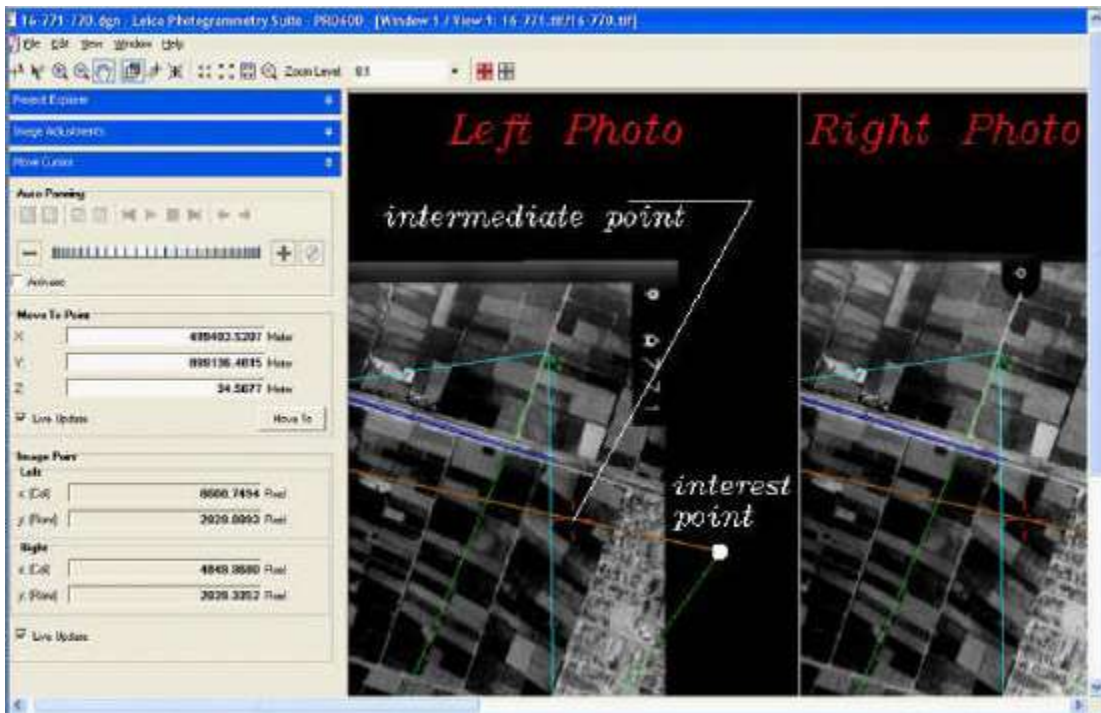 16-771-770.dgn - Leica Photogrammetry Suite - PRO600 - [Window 1 / View 1: 16-771.tif/16-770.tif]
File Edit View Window Help
Zoom Level
Project Explorer
Image Adjustments
Move Cursor
Auto Panning
Move To Point
X: Meter
Y: Meter
Z: 34.5677 Meter
Live Update Move To
Image Point
Left
x (Col) Pixel
y (Row) Pixel
Right
x (Col) Pixel
y (Row) Pixel
Live Update
Left Photo
Right Photo
intermediate point
interest
point